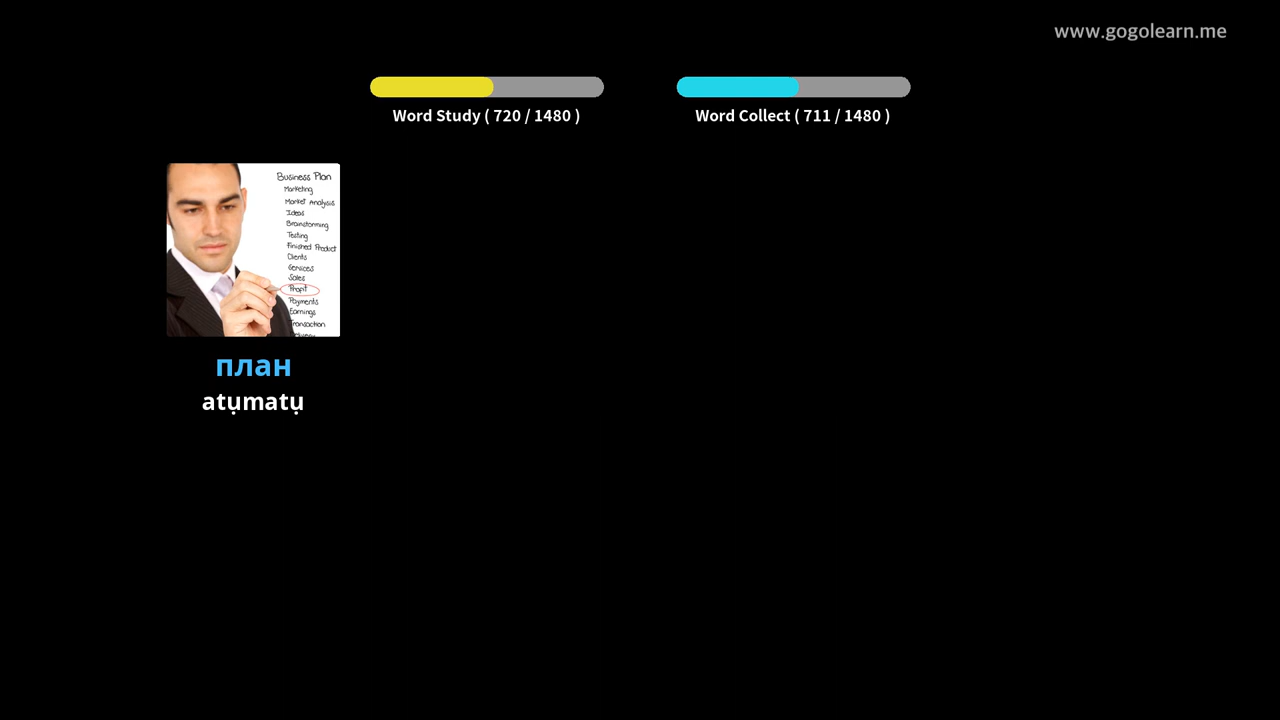 www.gogolearn.me
Word Study ( 720 / 1480 )
Word Collect ( 711 / 1480 )
Business Plan
Marketing
Market Analysis
Ideas
Brainstorming
Testing
Finished Product
Clients
Services
Sales
Profit
Payments
Earnings
Transaction
план
atụmatụ